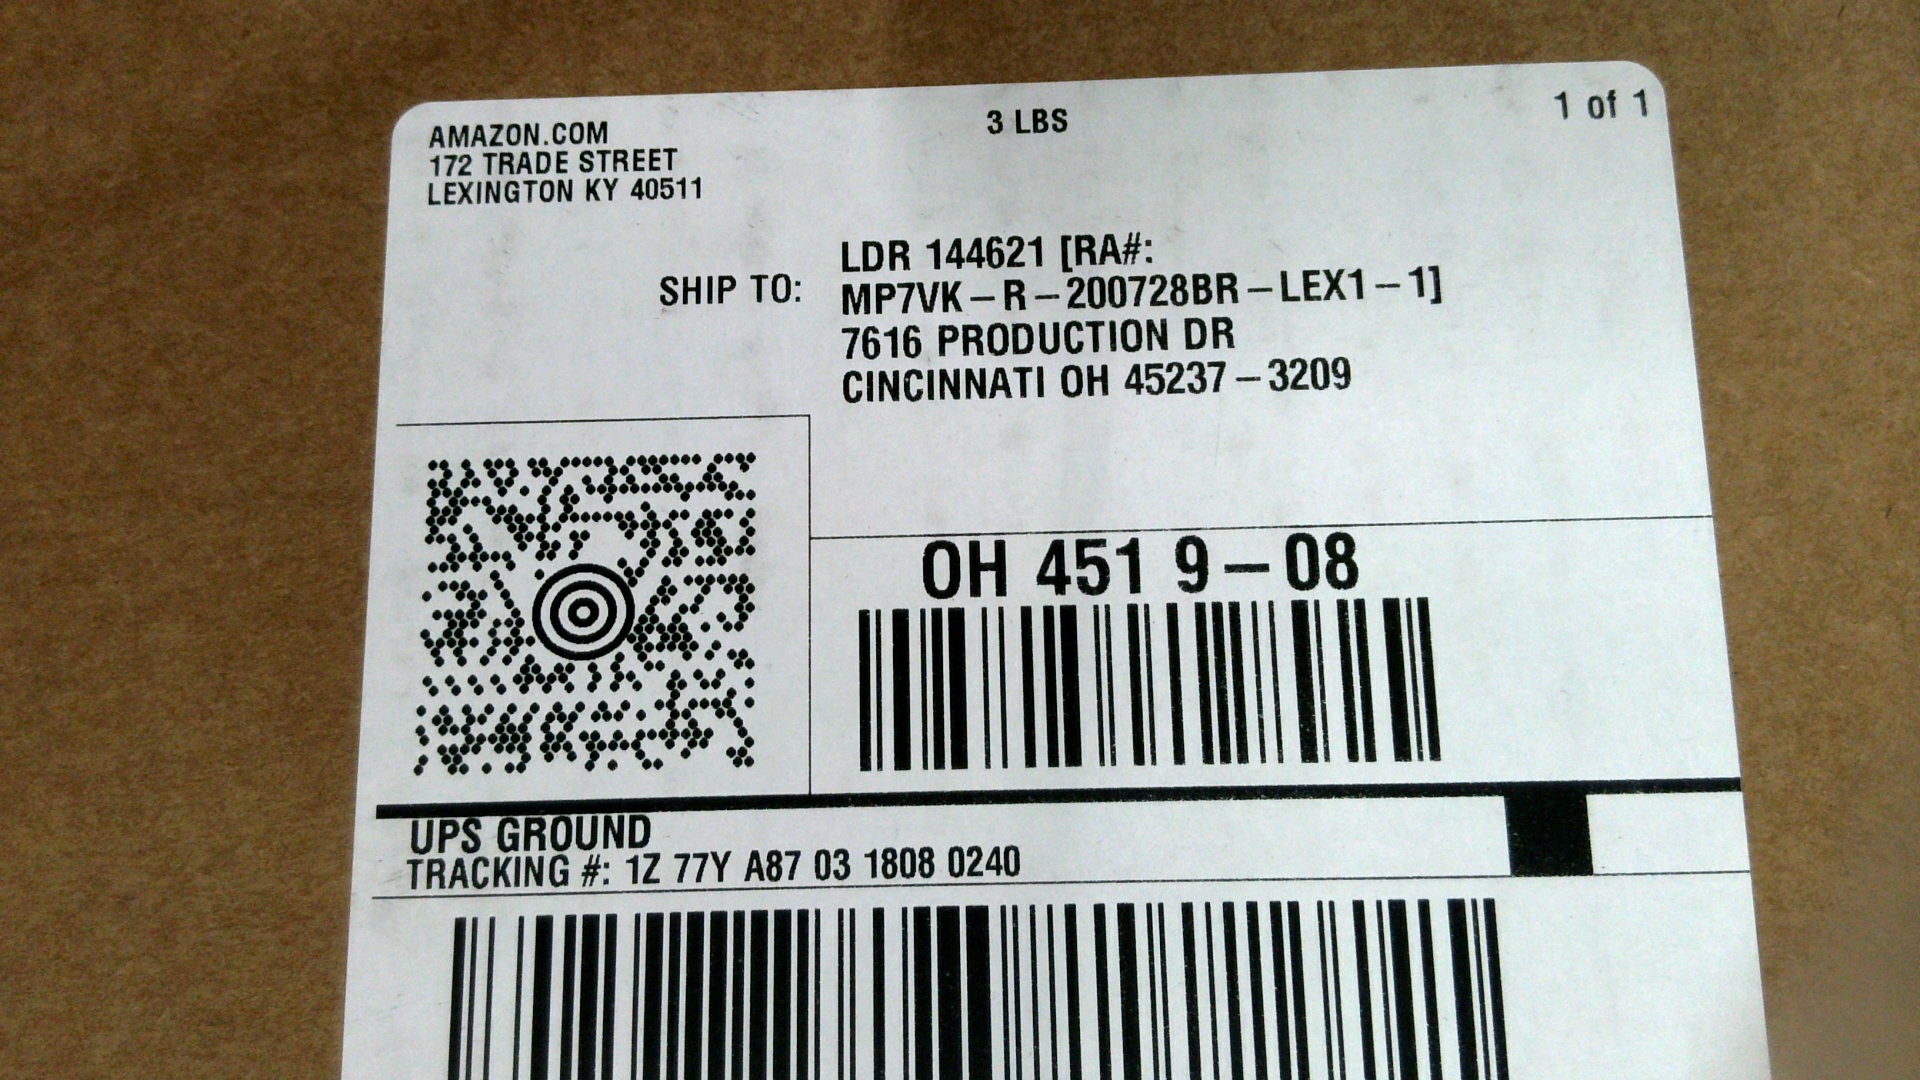 AMAZON.COM
172 TRADE STREET
LEXINGTON KY 40511
3 LBS
1 of 1
SHIP TO:
LDR 144621 [RA#:
MP7VK-R-200728BR-LEX1-1]
7616 PRODUCTION DR
CINCINNATI OH 45237-3209
OH 451 9-08
UPS GROUND
TRACKING #: 1Z 77Y A87 03 1808 0240